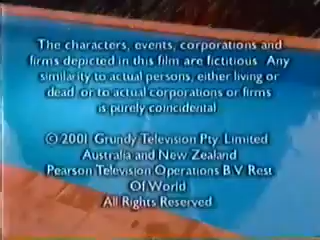 The characters, events, corporations and
firms depicted in this film are fictitious. Any
similarity to actual persons, either living or
dead, or to actual corporations or firms
is purely coincidental
© 2001 Grundy Television Pty. Limited
Australia and New Zealand
Pearson Television Operations B.V. Rest
Of World
All Rights Reserved